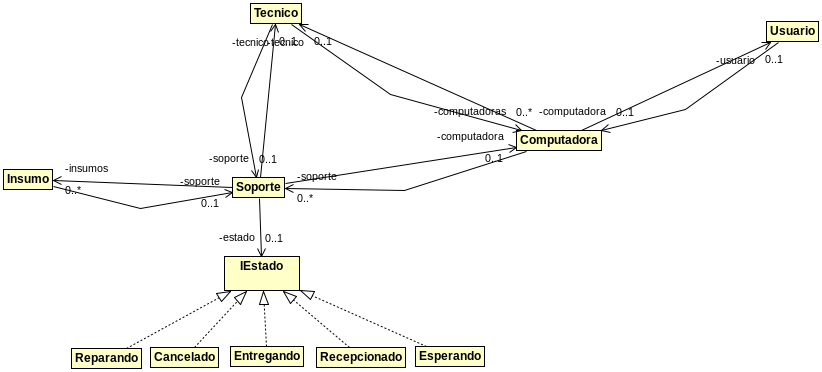 Tecnico
Usuario
-tecnico
-tecnico
0..1
0..1
-usuario
0..1
-computadoras
0..*
-computadora
0..1
-computadora
Computadora
-soporte
0..1
0..1
-insumos
Insumo
-soporte
Soporte
-soporte
0..*
0..1
0..*
-estado
0..1
IEstado
Reparando
Cancelado
Entregando
Recepcionado
Esperando